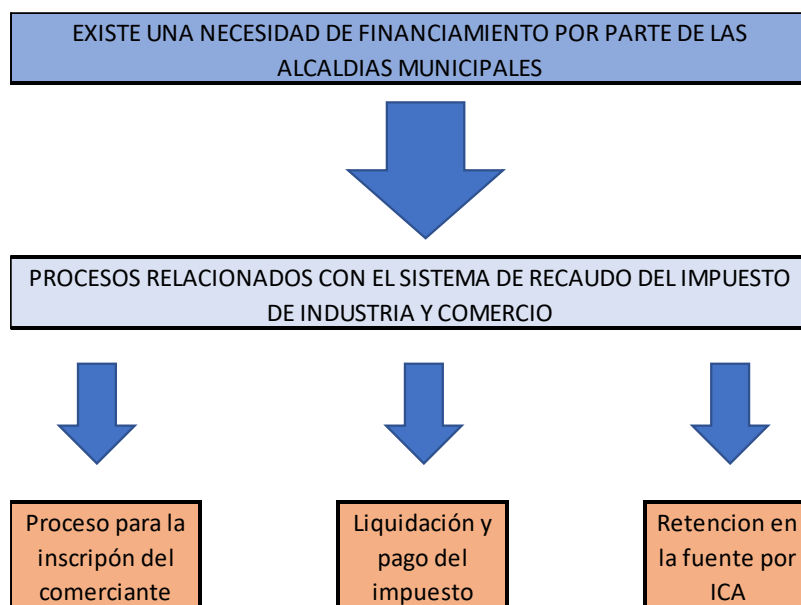 EXISTE UNA NECESIDAD DE FINANCIAMIENTO POR PARTE DE LAS
ALCALDIAS MUNICIPALES
PROCESOS RELACIONADOS CON EL SISTEMA DE RECAUDO DEL IMPUESTO
DE INDUSTRIA Y COMERCIO
Proceso para la
inscripón del
comerciante
Liquidación y
pago del
impuesto
Retencion en
la fuente por
ICA